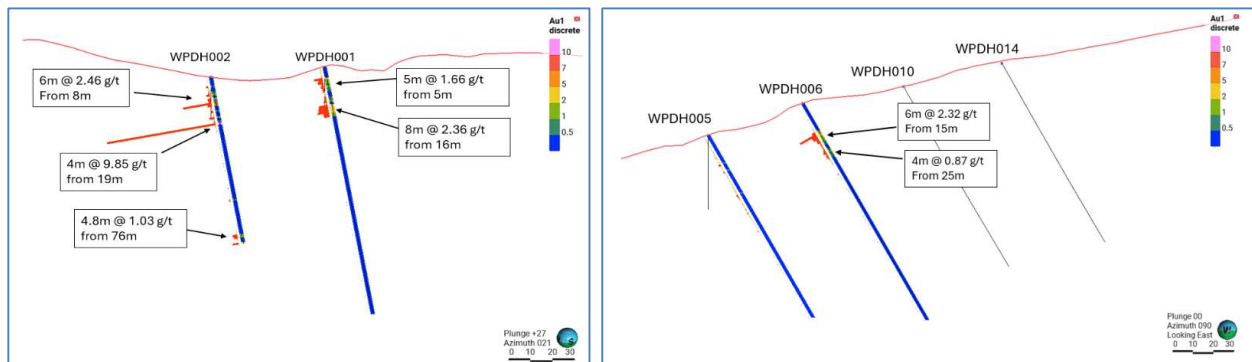 Au1
discrete
10
7
5
2
1
0.5
WPDH002
WPDH001
6m @ 2.46 g/t
From 8m
5m @ 1.66 g/t
from 5m
8m @ 2.36 g/t
from 16m
4m @ 9.85 g/t
from 19m
4.8m @ 1.03 g/t
from 76m
Plunge +27
Azimuth 021
0 10 20 30
Au1
discrete
10
7
5
2
1
0.5
WPDH014
WPDH010
WPDH006
WPDH005
6m @ 2.32 g/t
From 15m
4m @ 0.87 g/t
From 25m
Plunge 00
Azimuth 090
Looking East
0 10 20 30